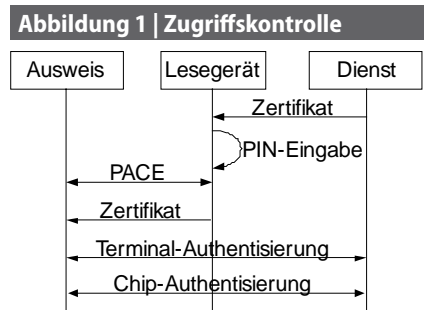 Abbildung 1 | Zugriffskontrolle
Ausweis Lesegerät Dienst
Zertifikat
PIN-Eingabe
PACE
Zertifikat
Terminal-Authentisierung
Chip-Authentisierung